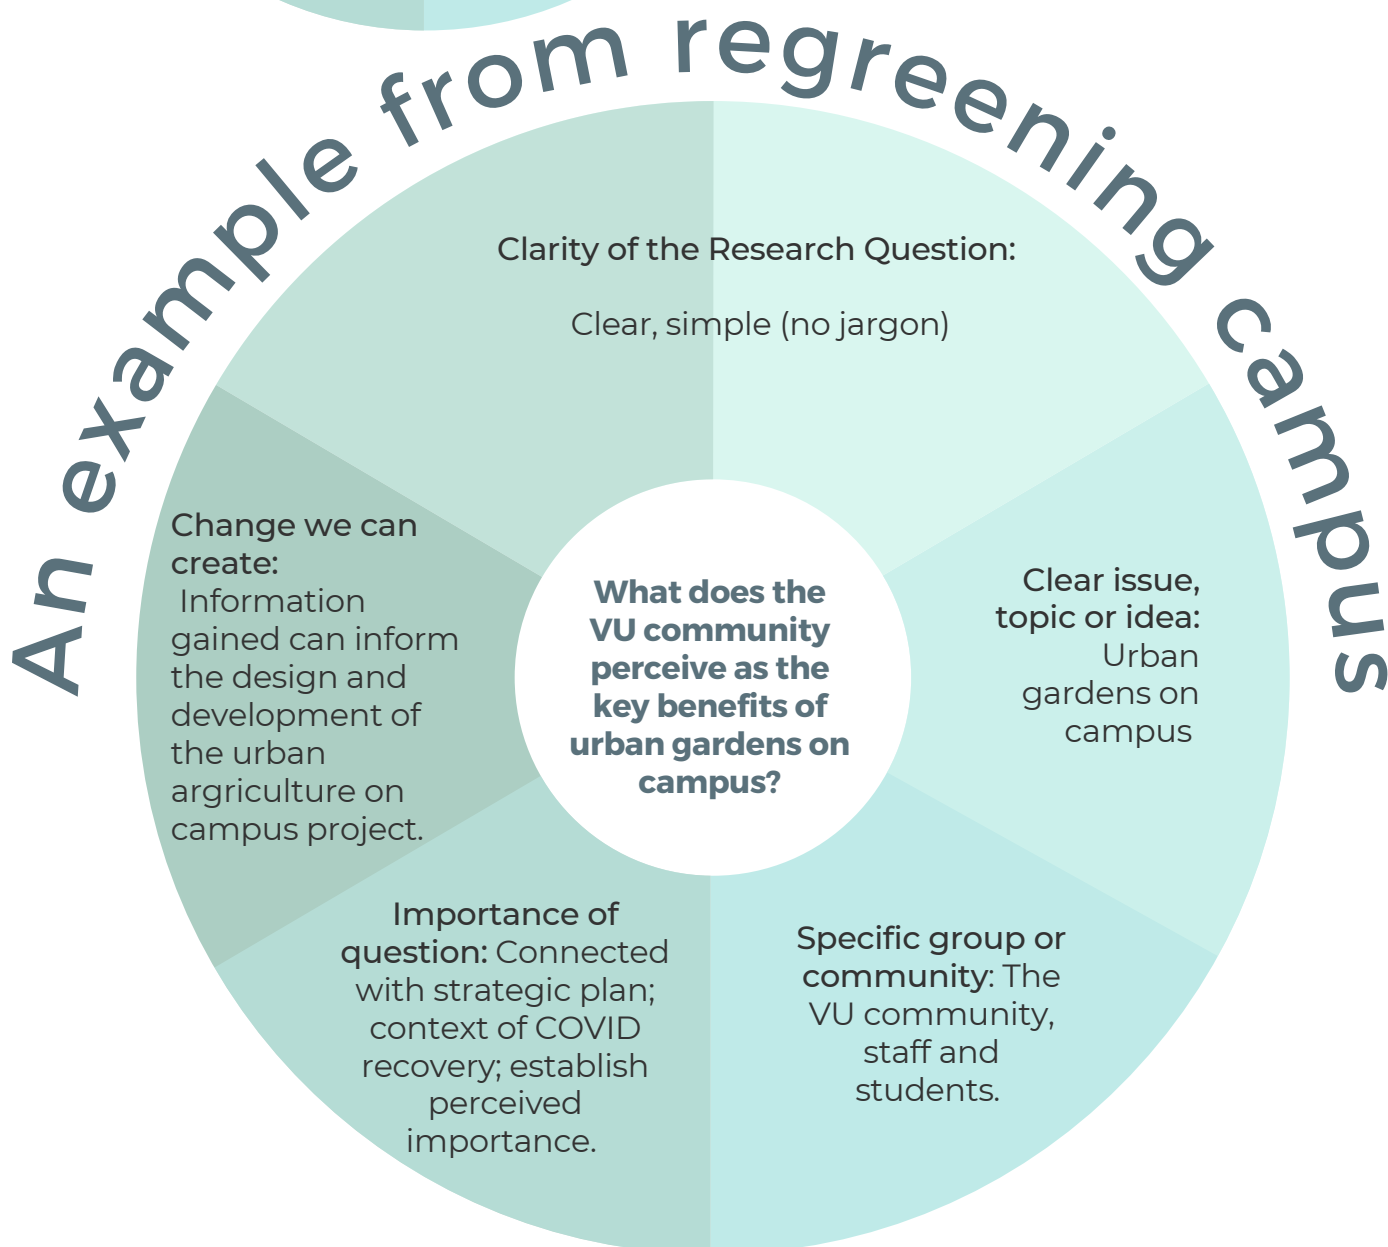 An example from regreening campus
Clarity of the Research Question:
Clear, simple (no jargon)
Clear issue,
topic or idea:
Urban
gardens on
campus
Specific group or
community: The
VU community,
staff and
students.
Importance of
question: Connected
with strategic plan;
context of COVID
recovery; establish
perceived
importance.
Change we can
create:
Information
gained can inform
the design and
development of
the urban
argriculture on
campus project.
What does the
VU community
perceive as the
key benefits of
urban gardens on
campus?